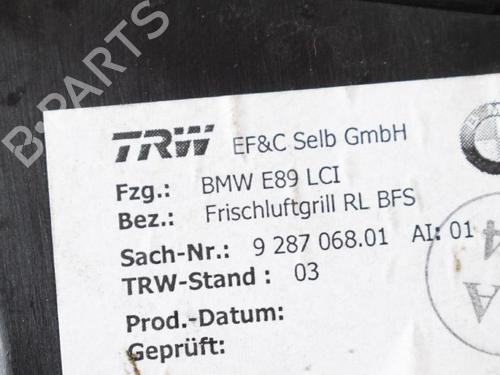 B-PARTS
TRW EF&C Selb GmbH
Fzg.: BMW E89 LCI
Bez.: Frischluftgrill RL BFS
Sach-Nr.: 9 287 068.01 AI: 01
TRW-Stand : 03
Prod.-Datum:
Geprüft:
A